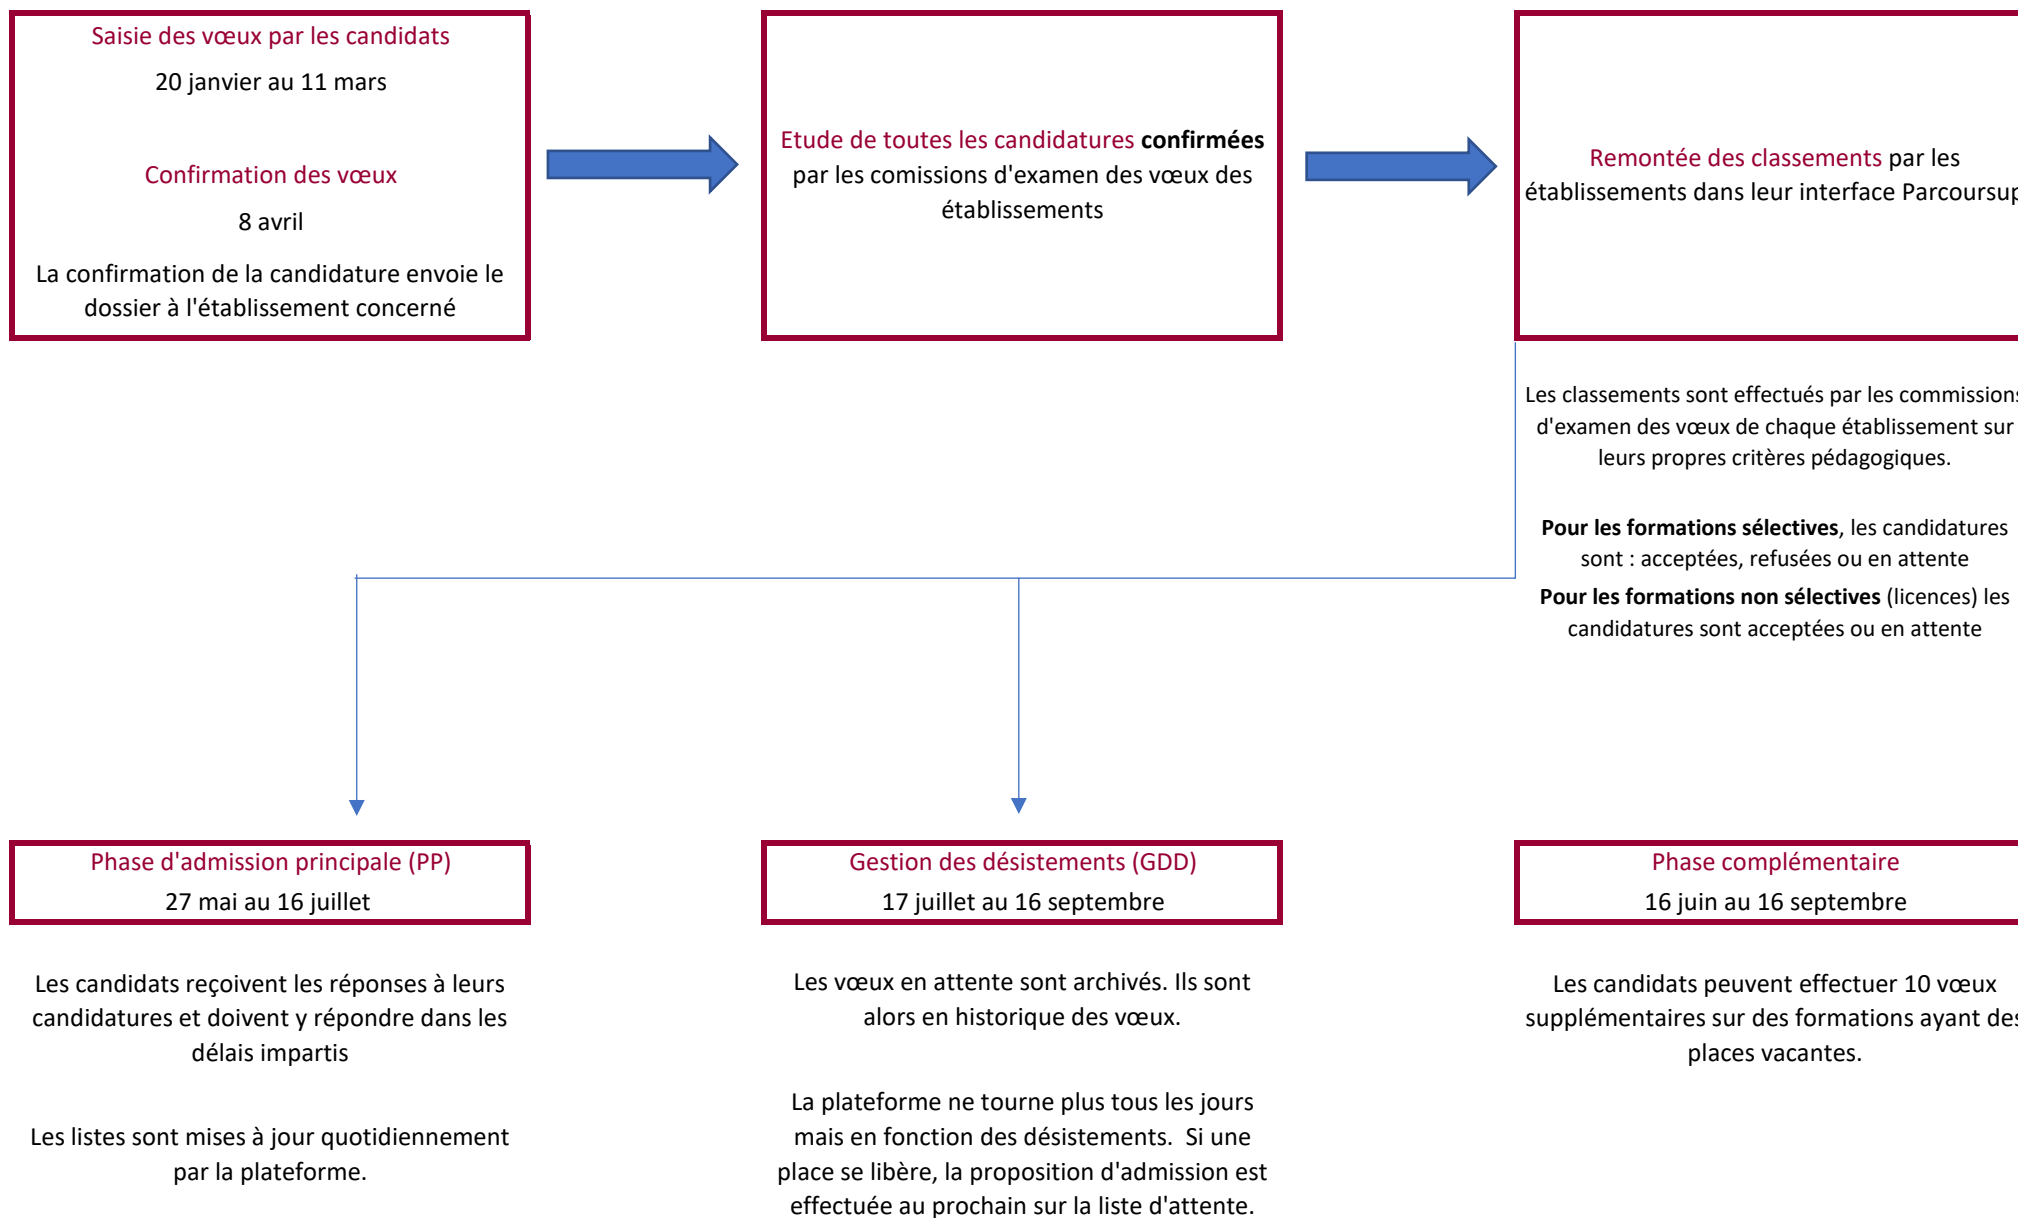 Saisie des vœux par les candidats
20 janvier au 11 mars
Confirmation des vœux
8 avril
La confirmation de la candidature envoie le
dossier à l'établissement concerné
Etude de toutes les candidatures confirmées
par les comissions d'examen des vœux des
établissements
Remontée des classements par les
établissements dans leur interface Parcoursup
Les classements sont effectués par les commissions
d'examen des vœux de chaque établissement sur
leurs propres critères pédagogiques.
Pour les formations sélectives, les candidatures
sont : acceptées, refusées ou en attente
Pour les formations non sélectives (licences) les
candidatures sont acceptées ou en attente
Phase d'admission principale (PP)
27 mai au 16 juillet
Les candidats reçoivent les réponses à leurs
candidatures et doivent y répondre dans les
délais impartis
Les listes sont mises à jour quotidiennement
par la plateforme.
Gestion des désistements (GDD)
17 juillet au 16 septembre
Les vœux en attente sont archivés. Ils sont
alors en historique des vœux.
La plateforme ne tourne plus tous les jours
mais en fonction des désistements.  Si une
place se libère, la proposition d'admission est
effectuée au prochain sur la liste d'attente.
Phase complémentaire
16 juin au 16 septembre
Les candidats peuvent effectuer 10 vœux
supplémentaires sur des formations ayant des
places vacantes.